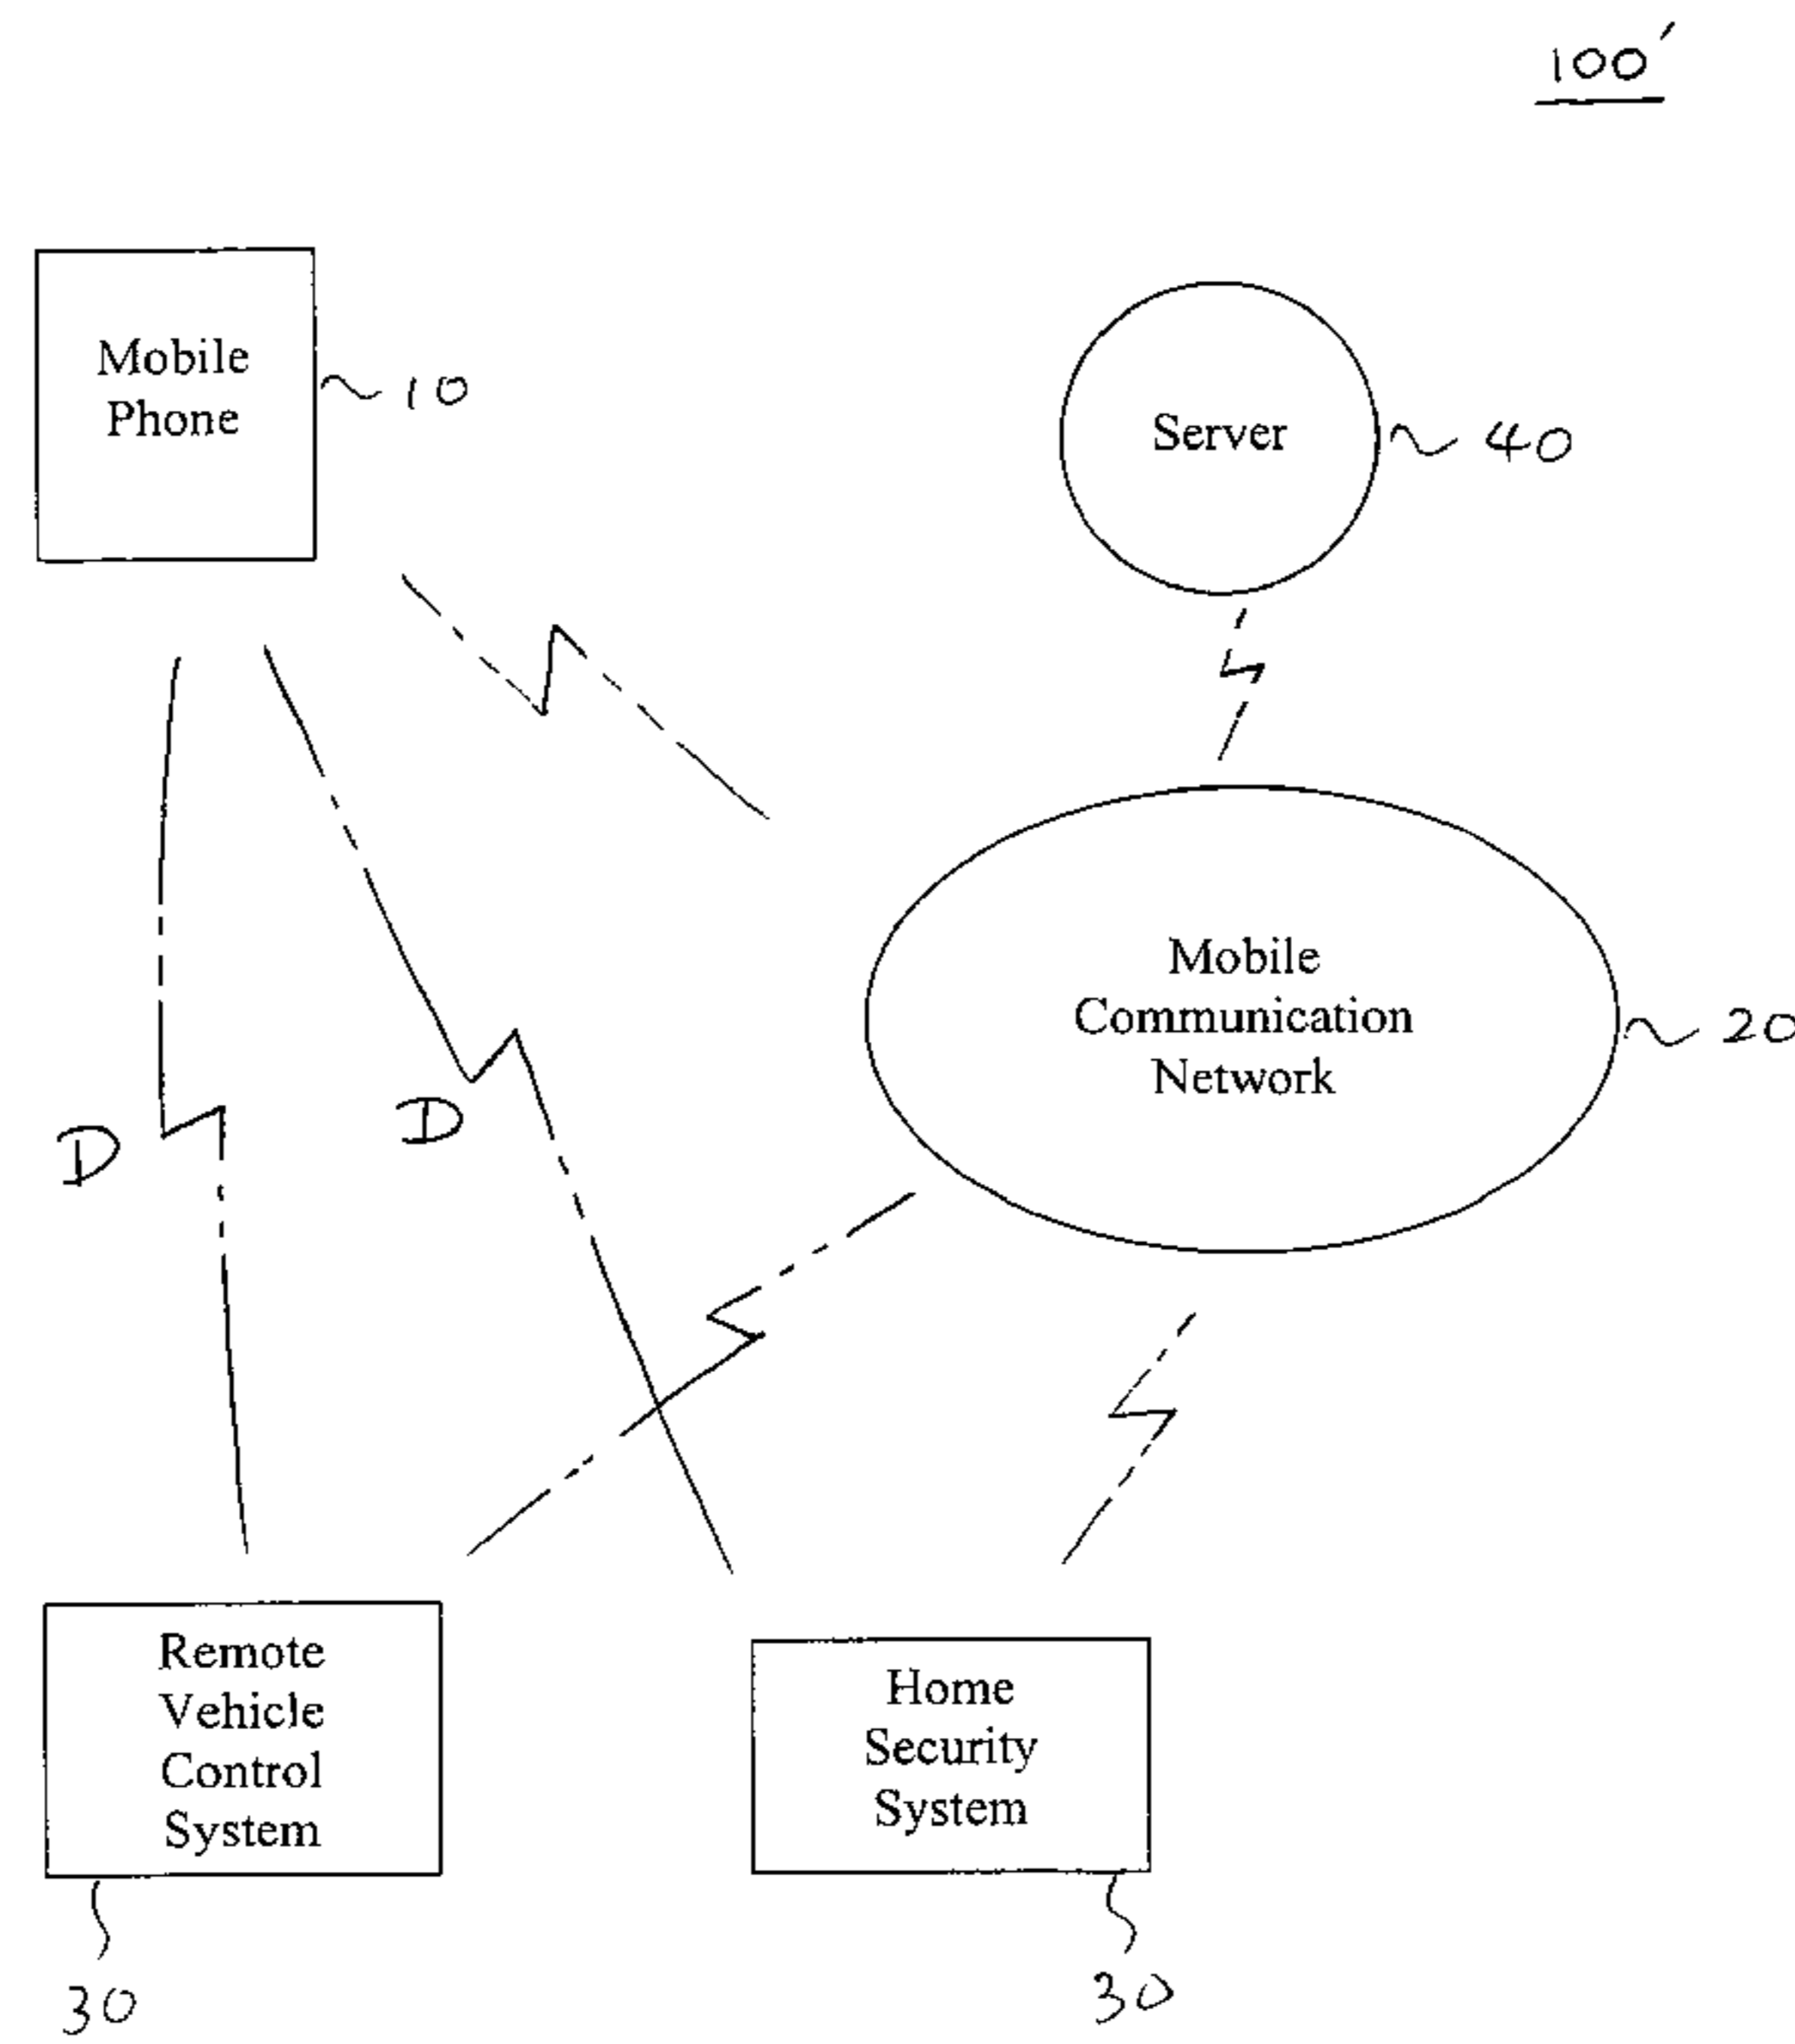 100'
Mobile
Phone
10
Server
40
Mobile
Communication
Network
20
D
D
Remote
Vehicle
Control
System
Home
Security
System
30
30